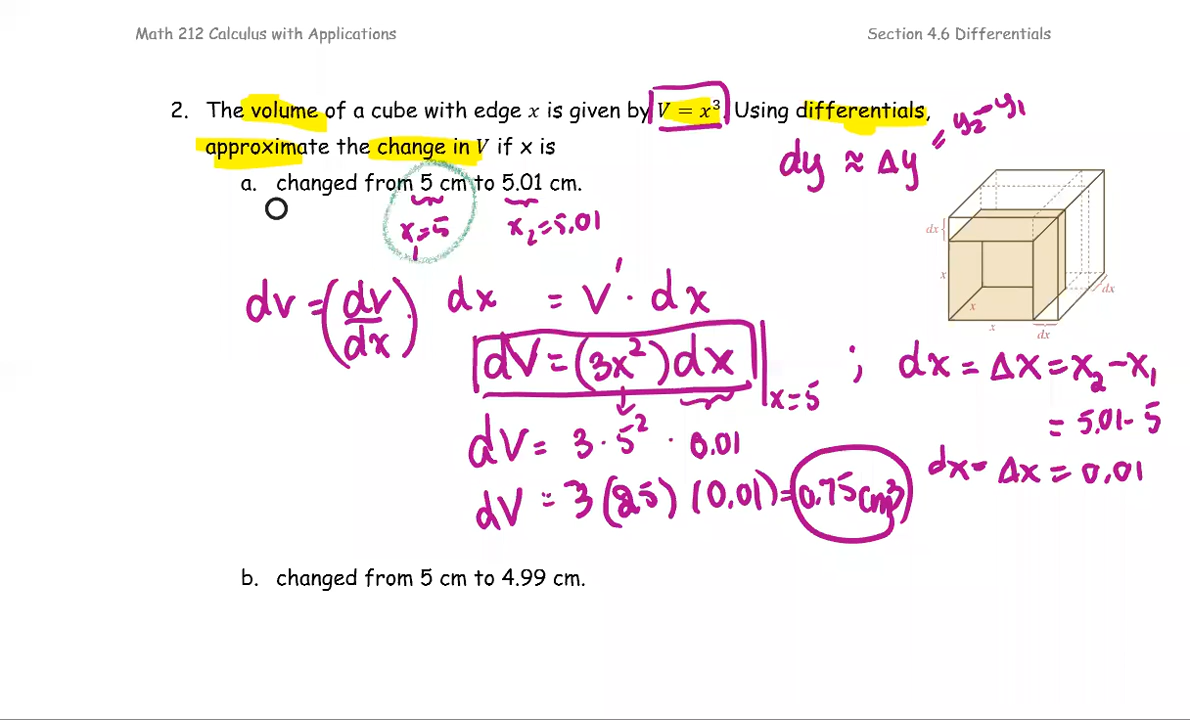 Math 212 Calculus with Applications
Section 4.6 Differentials
2. The volume of a cube with edge x is given by V = x³. Using differentials,
approximate the change in V if x is
dy ≈ Δy = y₂ - y₁
a. changed from 5 cm to 5.01 cm.
x₁=5 x₂=5.01
dx
x
x
x
dx
dx
dv = (dv/dx) · dx = V' · dx
dV = (3x²) dx |x=5 ; dx = Δx = x₂ - x₁
= 5.01 - 5
dV = 3 · 5² · 0.01
dx = Δx = 0.01
dV = 3 (25) (0.01) = 0.75 cm³
b. changed from 5 cm to 4.99 cm.